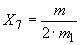 X₇ = m / (2·m₁)